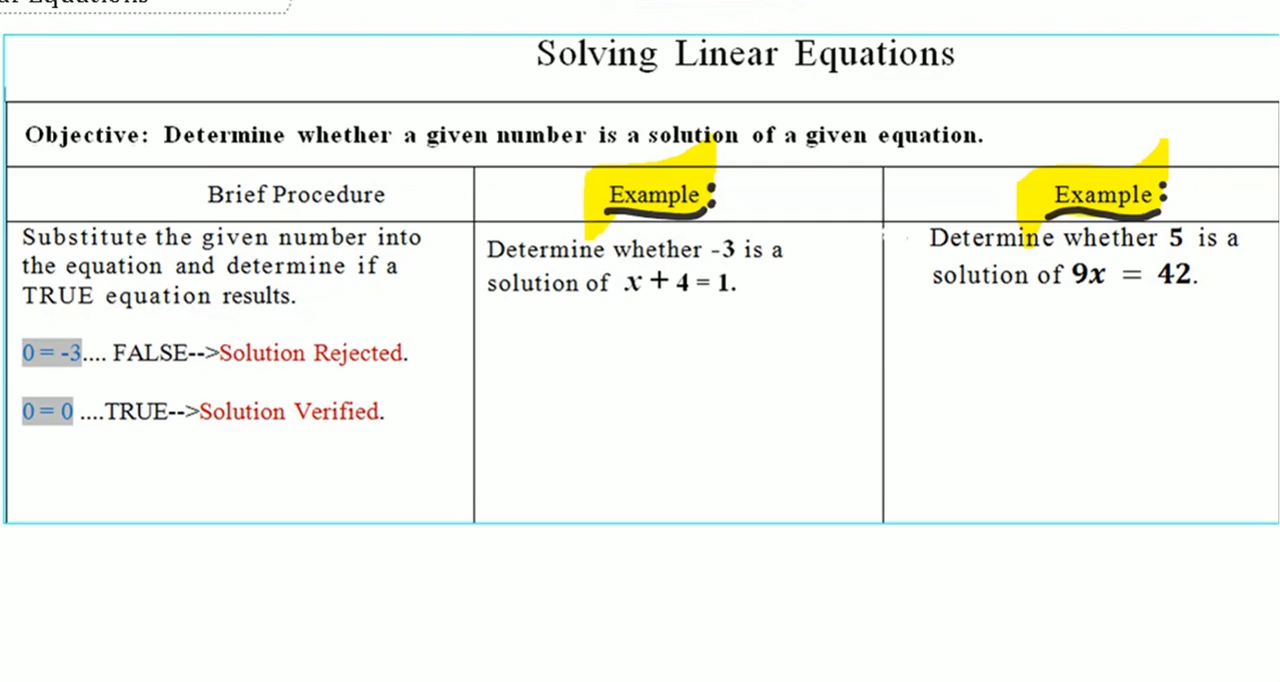 Solving Linear Equations
Objective: Determine whether a given number is a solution of a given equation.
Brief Procedure
Substitute the given number into
the equation and determine if a
TRUE equation results.
0 = -3.... FALSE-->Solution Rejected.
0 = 0 ....TRUE-->Solution Verified.
Example:
Determine whether -3 is a
solution of x + 4 = 1.
Example:
Determine whether 5 is a
solution of 9x = 42.